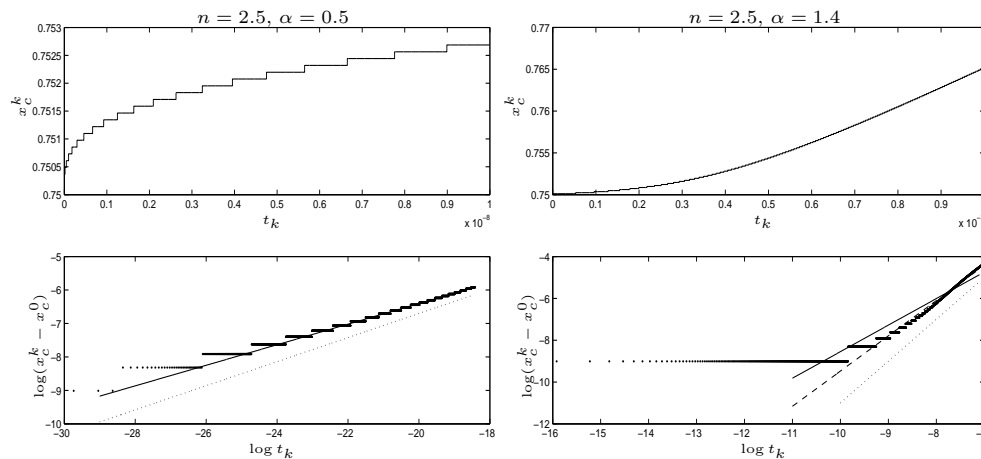 n = 2.5, α = 0.5
0.753
0.7525
0.752
0.7515
0.751
0.7505
0.75
x_c^k
0 0.1 0.2 0.3 0.4 0.5 0.6 0.7 0.8 0.9 1
t_k
x 10^-8
n = 2.5, α = 1.4
0.77
0.765
0.76
0.755
0.75
x_c^k
0 0.1 0.2 0.3 0.4 0.5 0.6 0.7 0.8 0.9
t_k
−5
−6
−7
−8
−9
−10
log(x_c^k − x_c^0)
−30 −28 −26 −24 −22 −20 −18
log t_k
−4
−6
−8
−10
−12
log(x_c^k − x_c^0)
−16 −15 −14 −13 −12 −11 −10 −9 −8
log t_k